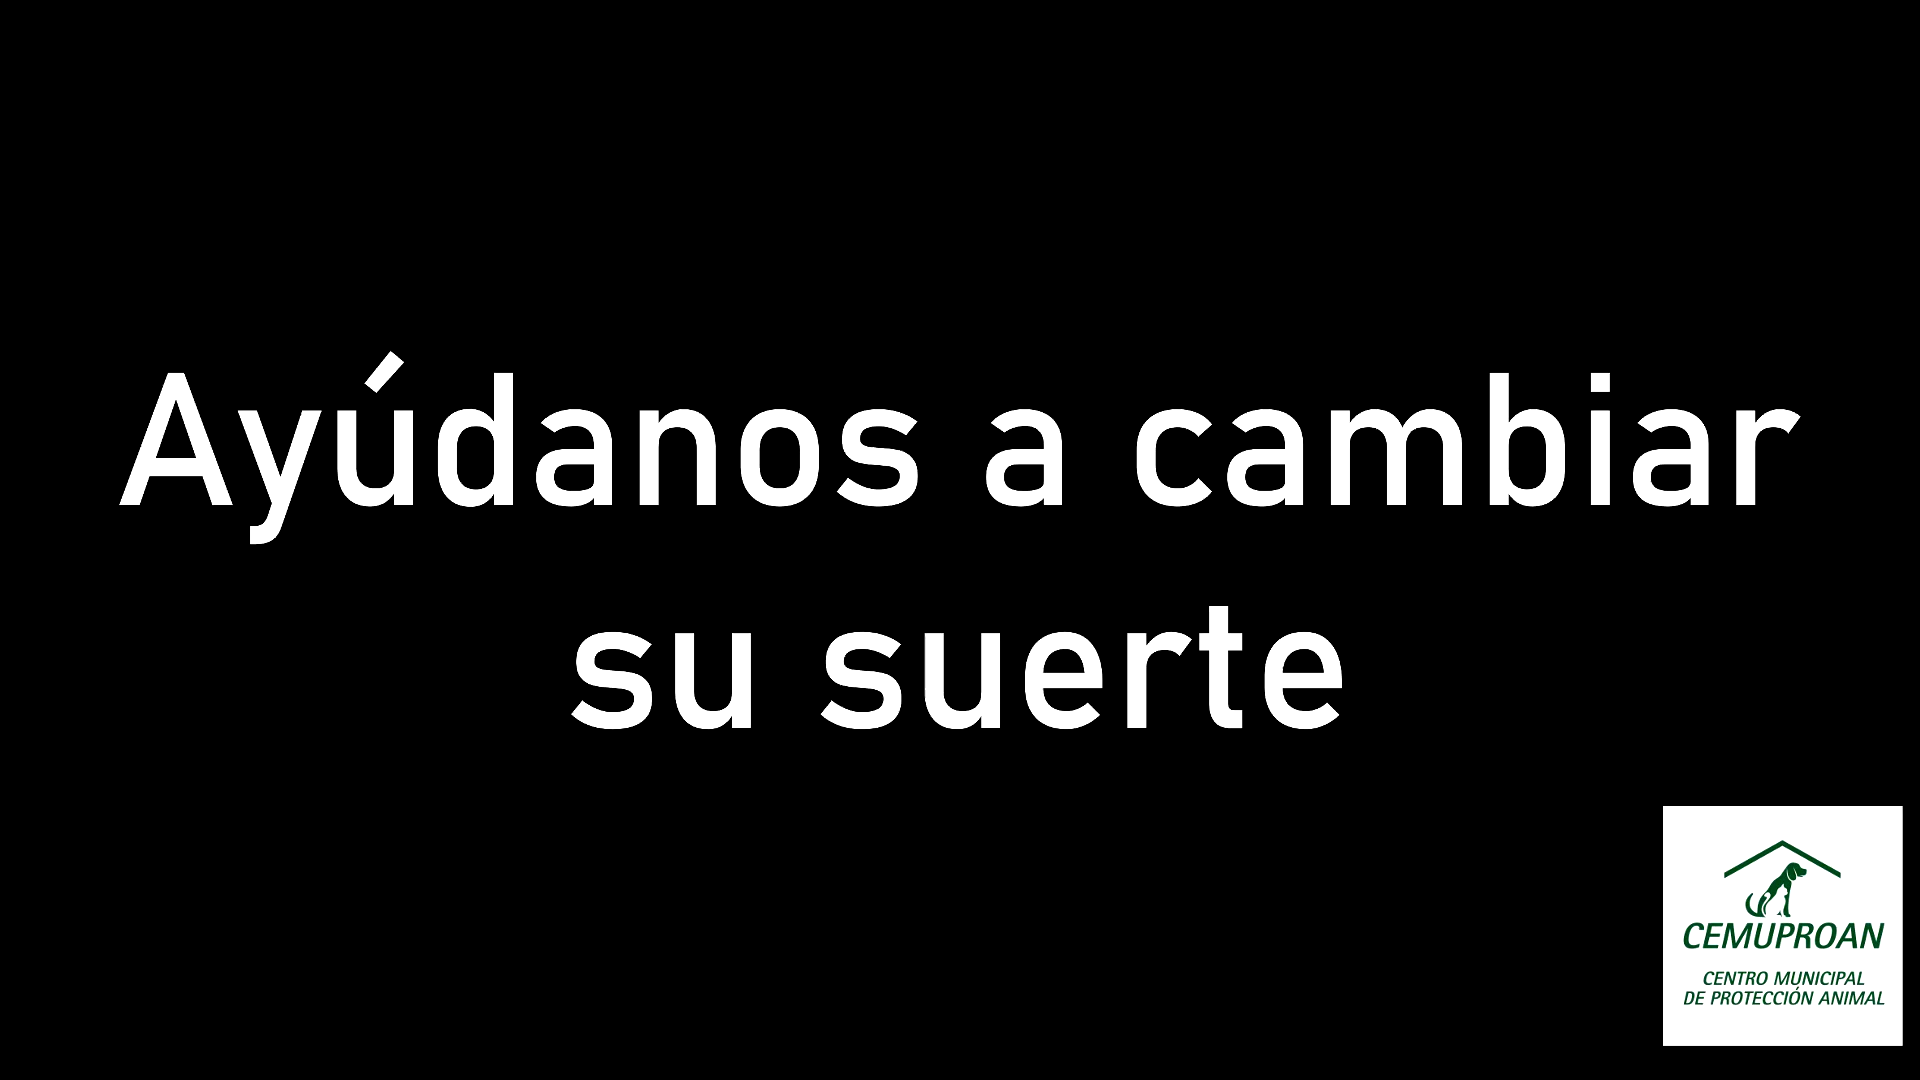 Ayúdanos a cambiar
su suerte
CEMUPROAN
CENTRO MUNICIPAL
DE PROTECCIÓN ANIMAL